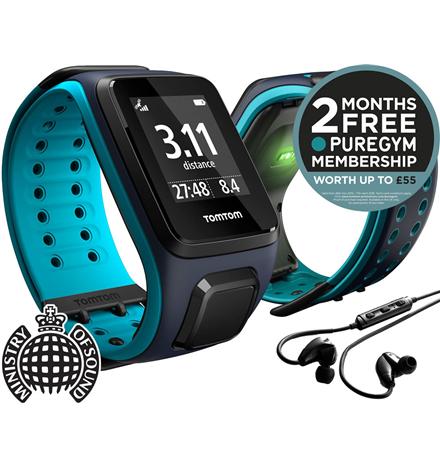 2 MONTHS
FREE
PUREGYM
MEMBERSHIP
WORTH UP TO £55
3.11
distance
27:48 8.4
TOMTOM
TOMTOM
MINISTRY OF SOUND